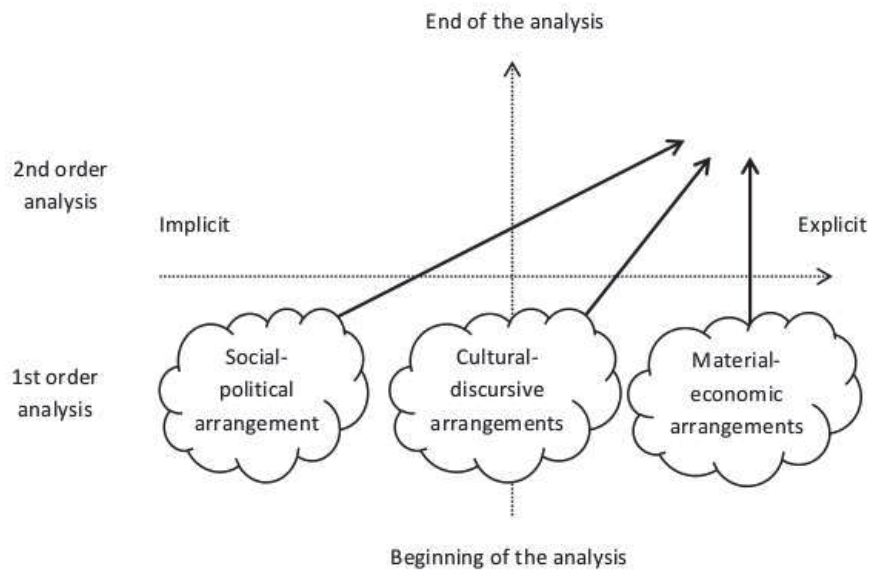 End of the analysis
2nd order
analysis
Implicit
Explicit
1st order
analysis
Social-
political
arrangement
Cultural-
discursive
arrangements
Material-
economic
arrangements
Beginning of the analysis